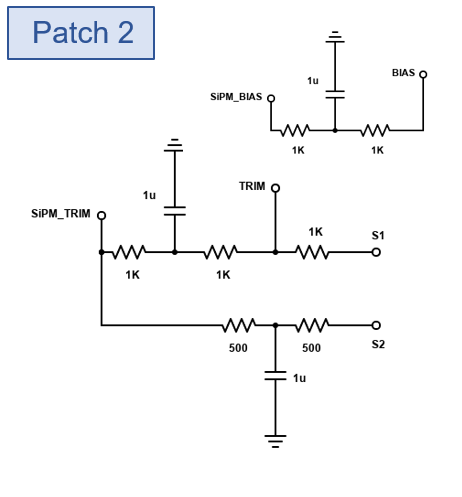 Patch 2
BIAS
1u
SiPM_BIAS
1K 1K
TRIM
1u
SiPM_TRIM
1K
S1
1K 1K
S2
500 500
1u